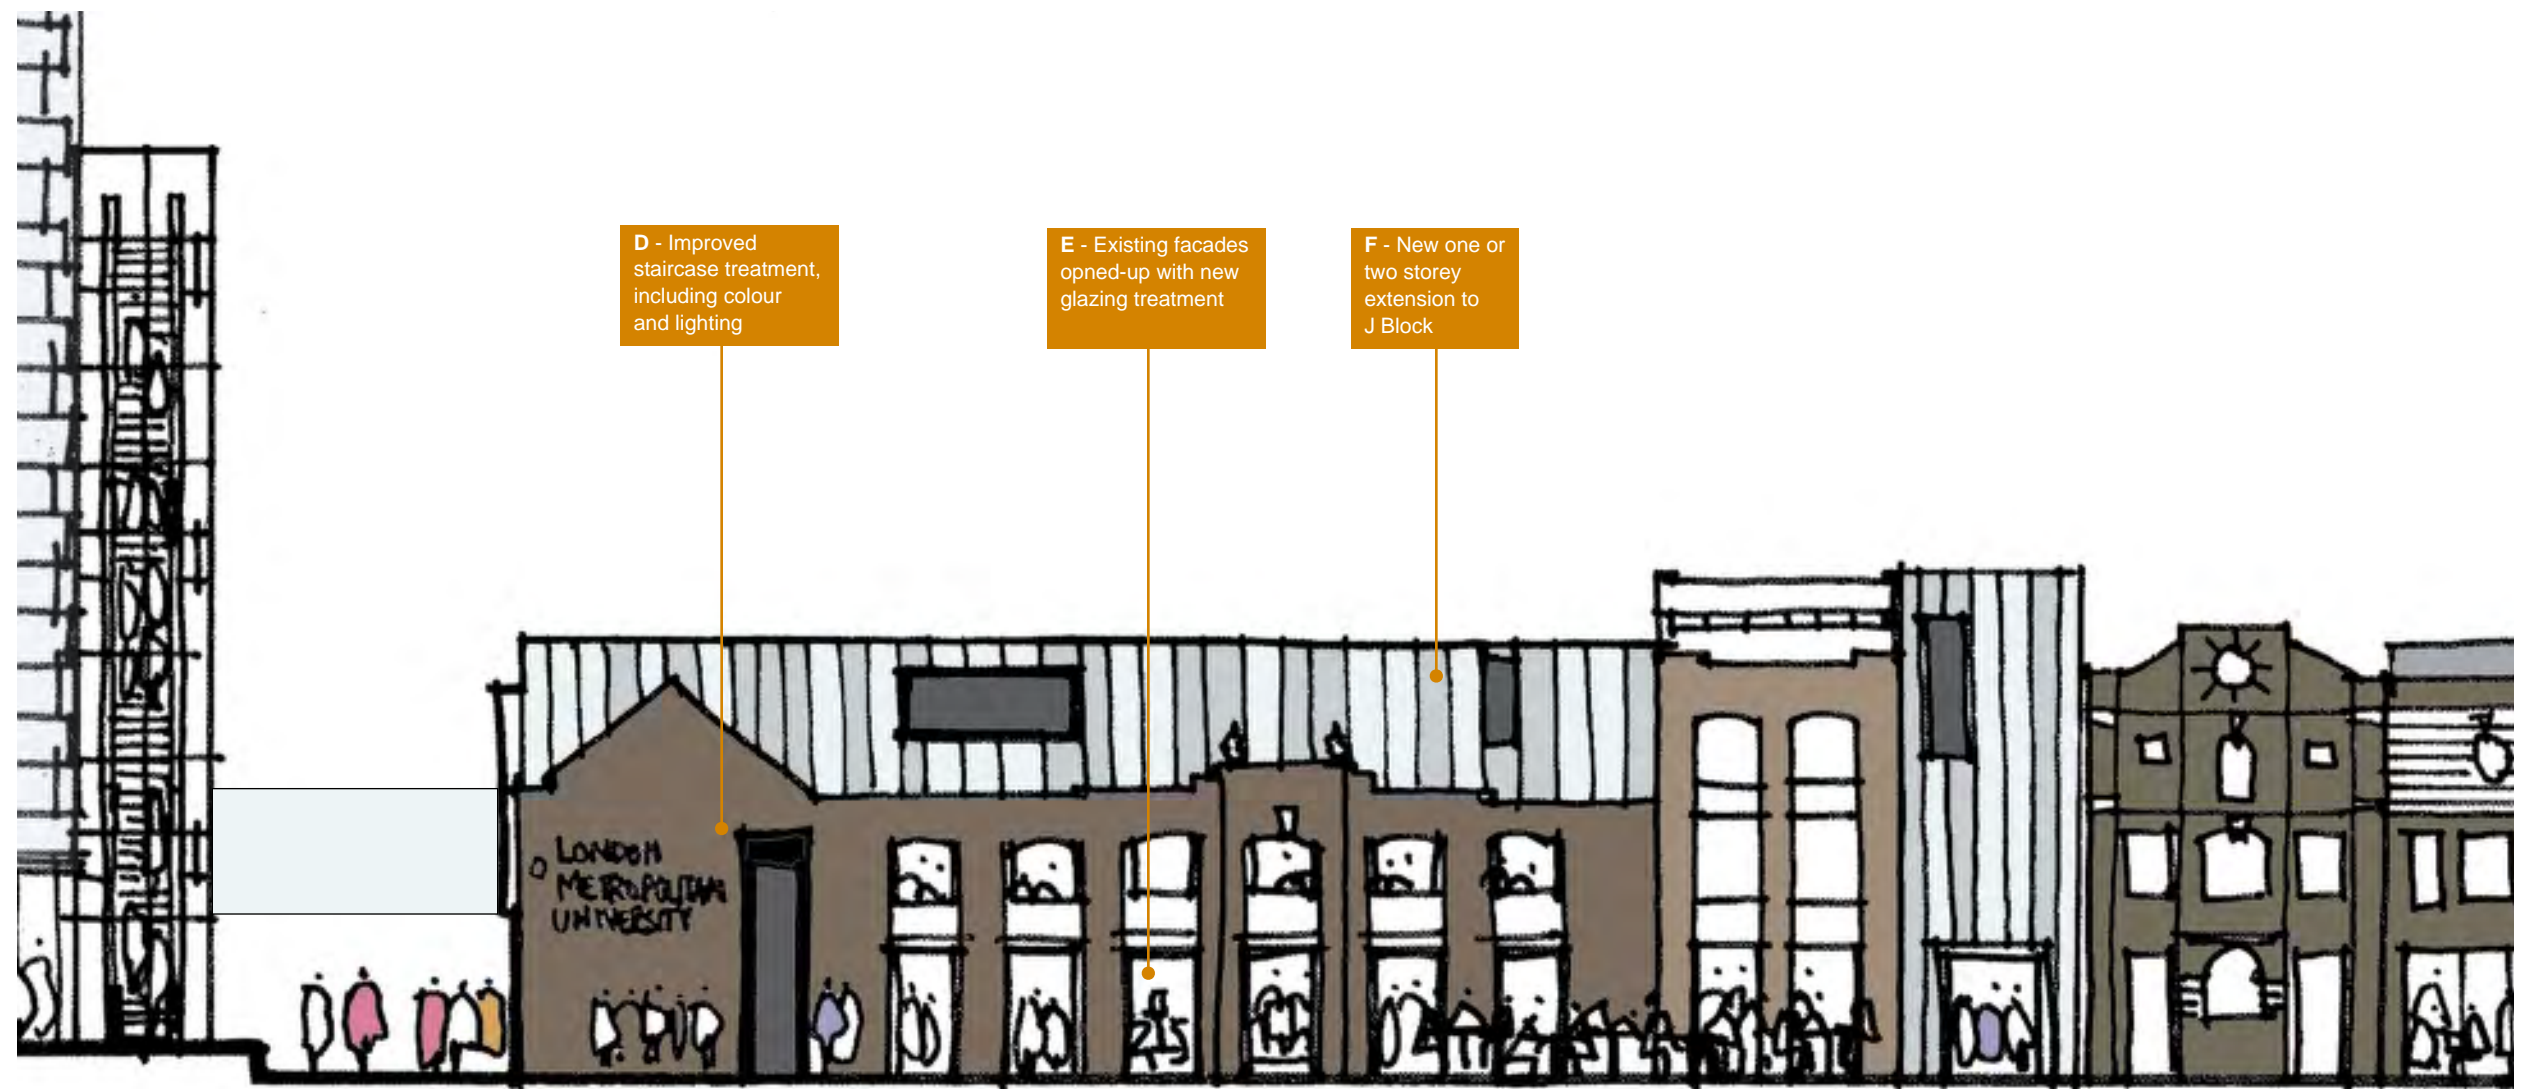 D - Improved
staircase treatment,
including colour
and lighting
E - Existing facades
opned-up with new
glazing treatment
F - New one or
two storey
extension to
J Block
LONDON
METROPOLITAN
UNIVERSITY